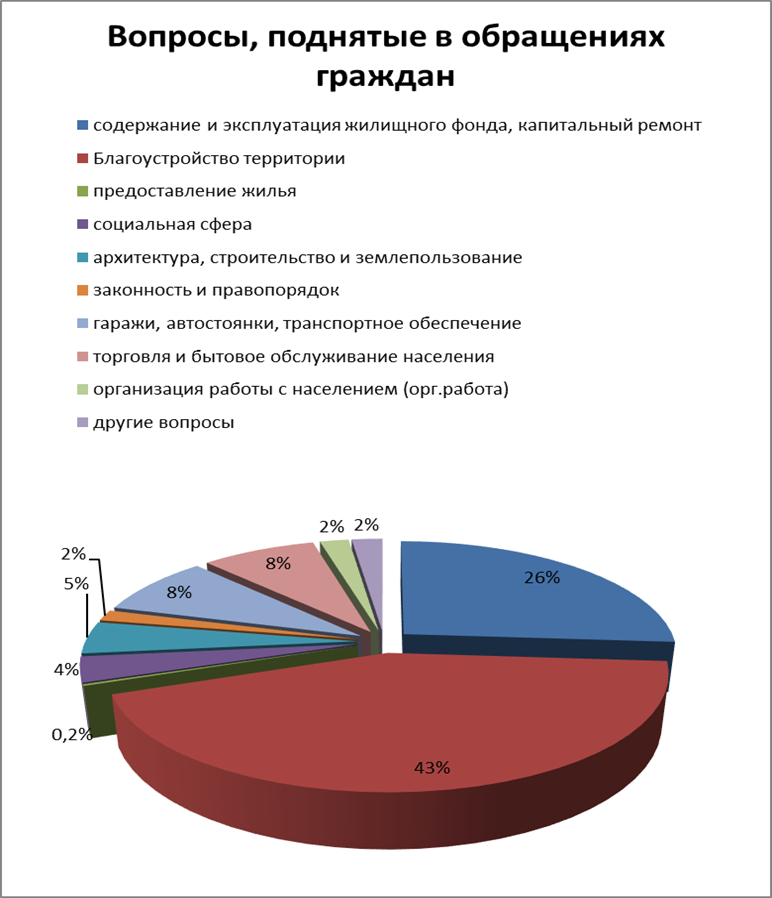 Вопросы, поднятые в обращениях
граждан
содержание и эксплуатация жилищного фонда, капитальный ремонт
Благоустройство территории
предоставление жилья
социальная сфера
архитектура, строительство и землепользование
законность и правопорядок
гаражи, автостоянки, транспортное обеспечение
торговля и бытовое обслуживание населения
организация работы с населением (орг.работа)
другие вопросы
2%
2%
2%
8%
26%
5%
8%
4%
0,2%
43%